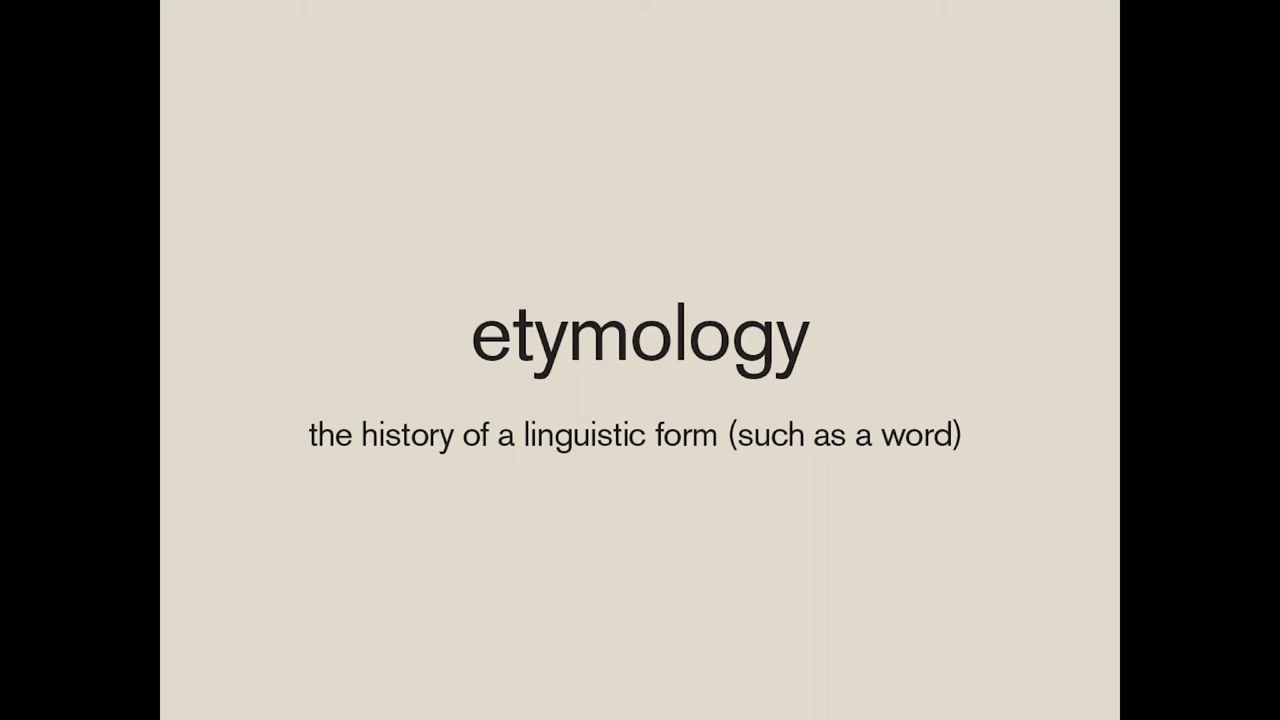 etymology
the history of a linguistic form (such as a word)